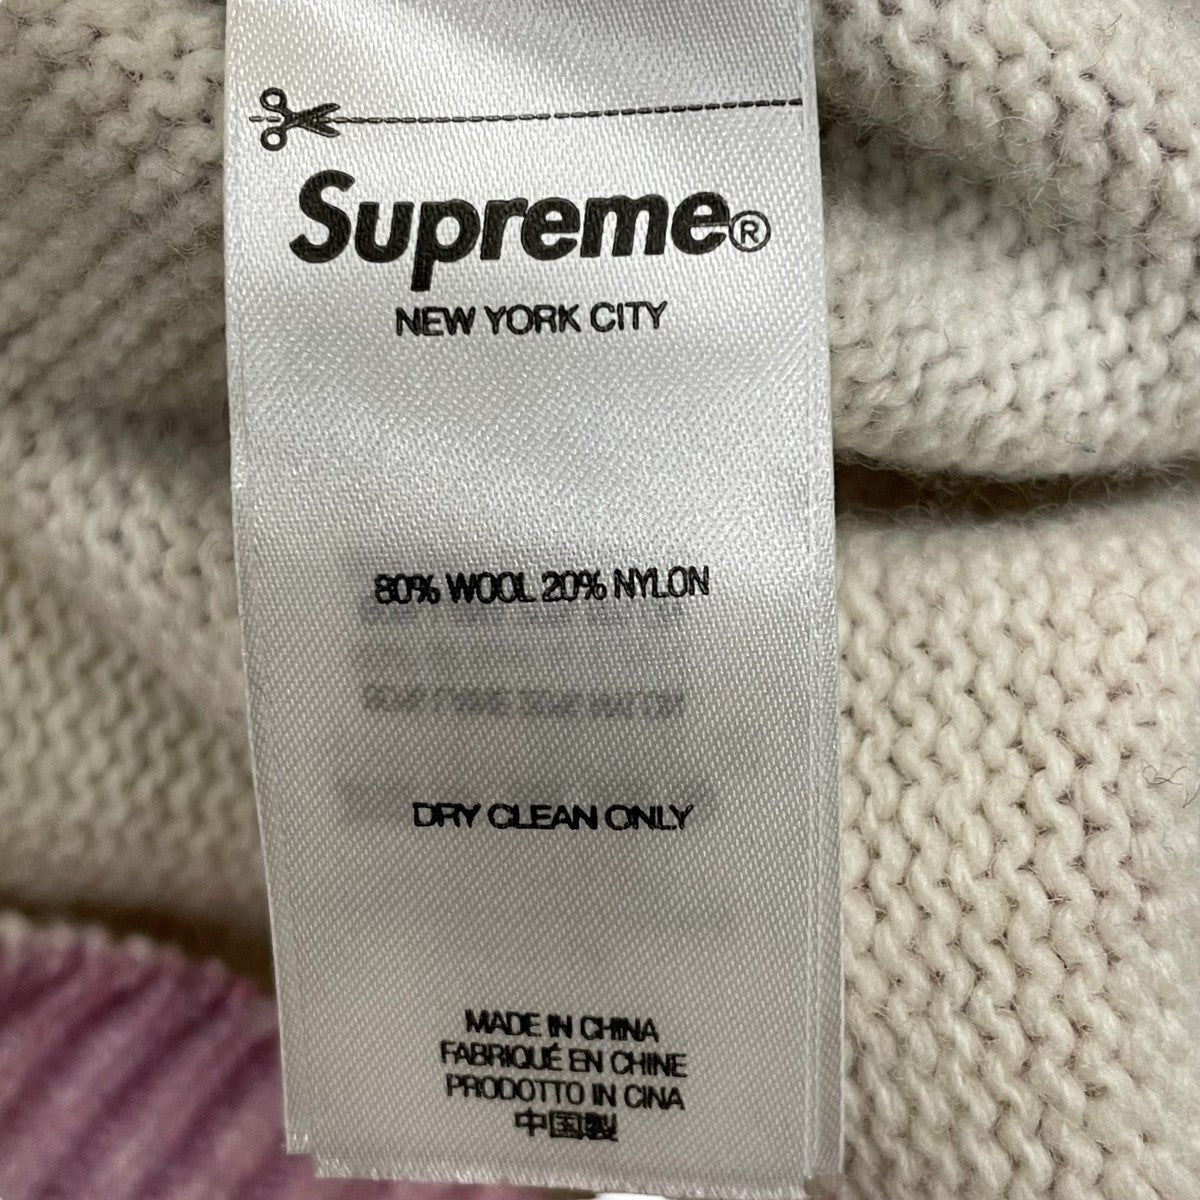 Supreme®
NEW YORK CITY
80% WOOL 20% NYLON
DRY CLEAN ONLY
MADE IN CHINA
FABRIQUÉ EN CHINE
PRODOTTO IN CINA
中国製